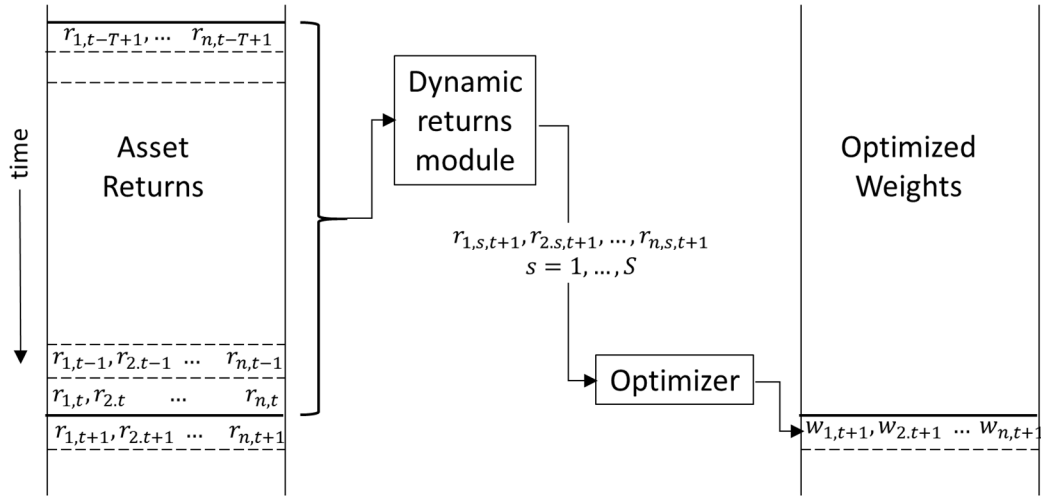 r_{1,t−T+1}, … r_{n,t−T+1}
time
Asset
Returns
r_{1,t−1}, r_{2.t−1} … r_{n,t−1}
r_{1,t}, r_{2.t} … r_{n,t}
r_{1,t+1}, r_{2.t+1} … r_{n,t+1}
Dynamic
returns
module
r_{1,s,t+1}, r_{2.s,t+1}, …, r_{n,s,t+1}
s = 1, …, S
Optimizer
Optimized
Weights
w_{1,t+1}, w_{2.t+1} … w_{n,t+1}